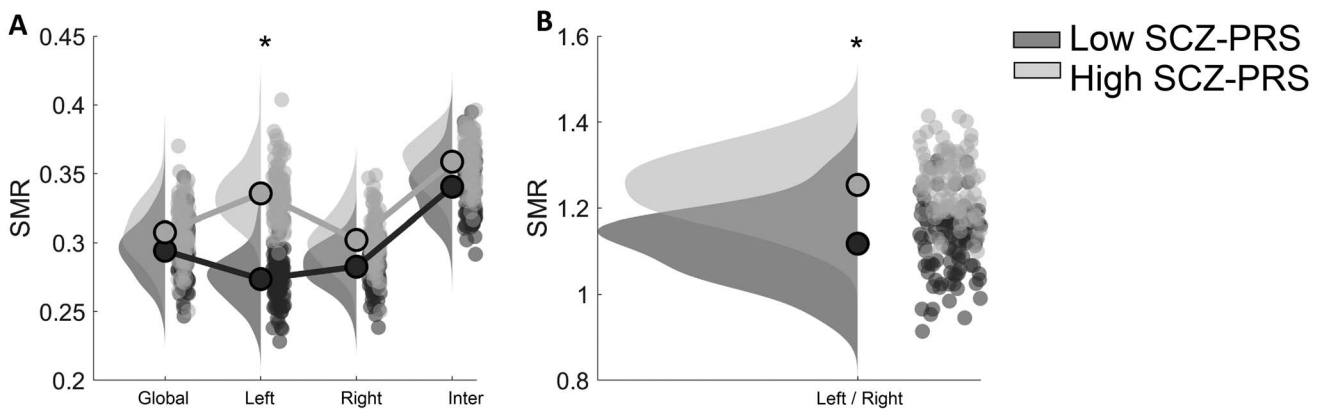 A
B
*
*
Low SCZ-PRS
High SCZ-PRS
0.45
0.4
0.35
0.3
0.25
0.2
SMR
Global Left Right Inter
1.6
1.4
1.2
1
0.8
SMR
Left / Right